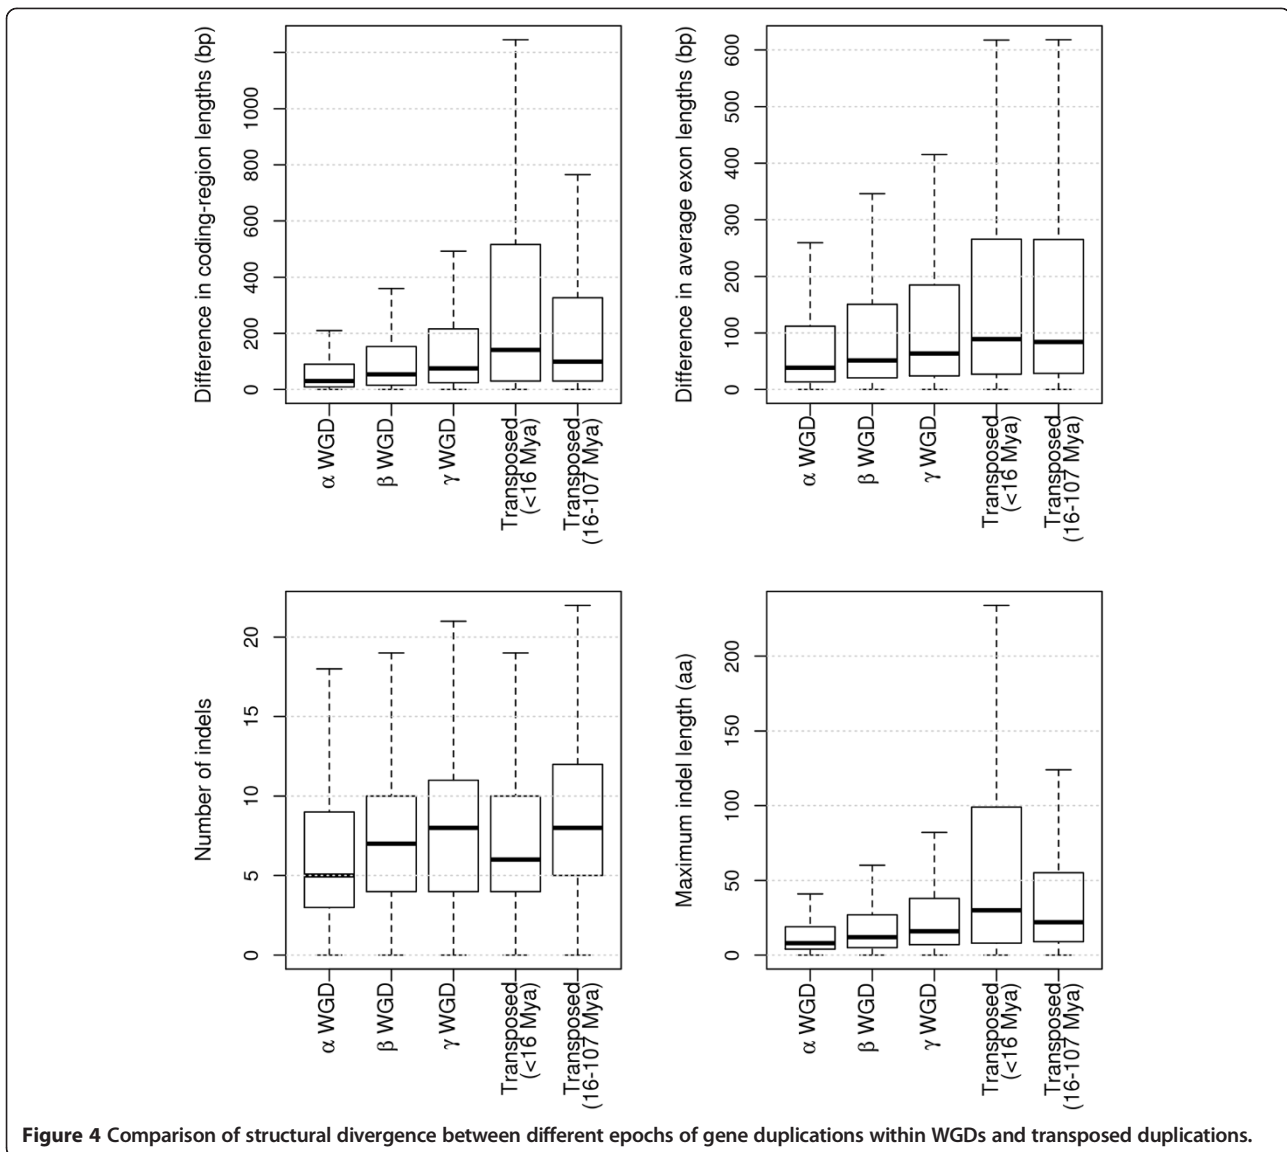 Difference in coding-region lengths (bp)
0
200
400
600
800
1000
α WGD
β WGD
γ WGD
Transposed
(<16 Mya)
Transposed
(16-107 Mya)
Difference in average exon lengths (bp)
0
100
200
300
400
500
600
α WGD
β WGD
γ WGD
Transposed
(<16 Mya)
Transposed
(16-107 Mya)
Number of indels
0
5
10
15
20
α WGD
β WGD
γ WGD
Transposed
(<16 Mya)
Transposed
(16-107 Mya)
Maximum indel length (aa)
0
50
100
150
200
α WGD
β WGD
γ WGD
Transposed
(<16 Mya)
Transposed
(16-107 Mya)
Figure 4 Comparison of structural divergence between different epochs of gene duplications within WGDs and transposed duplications.